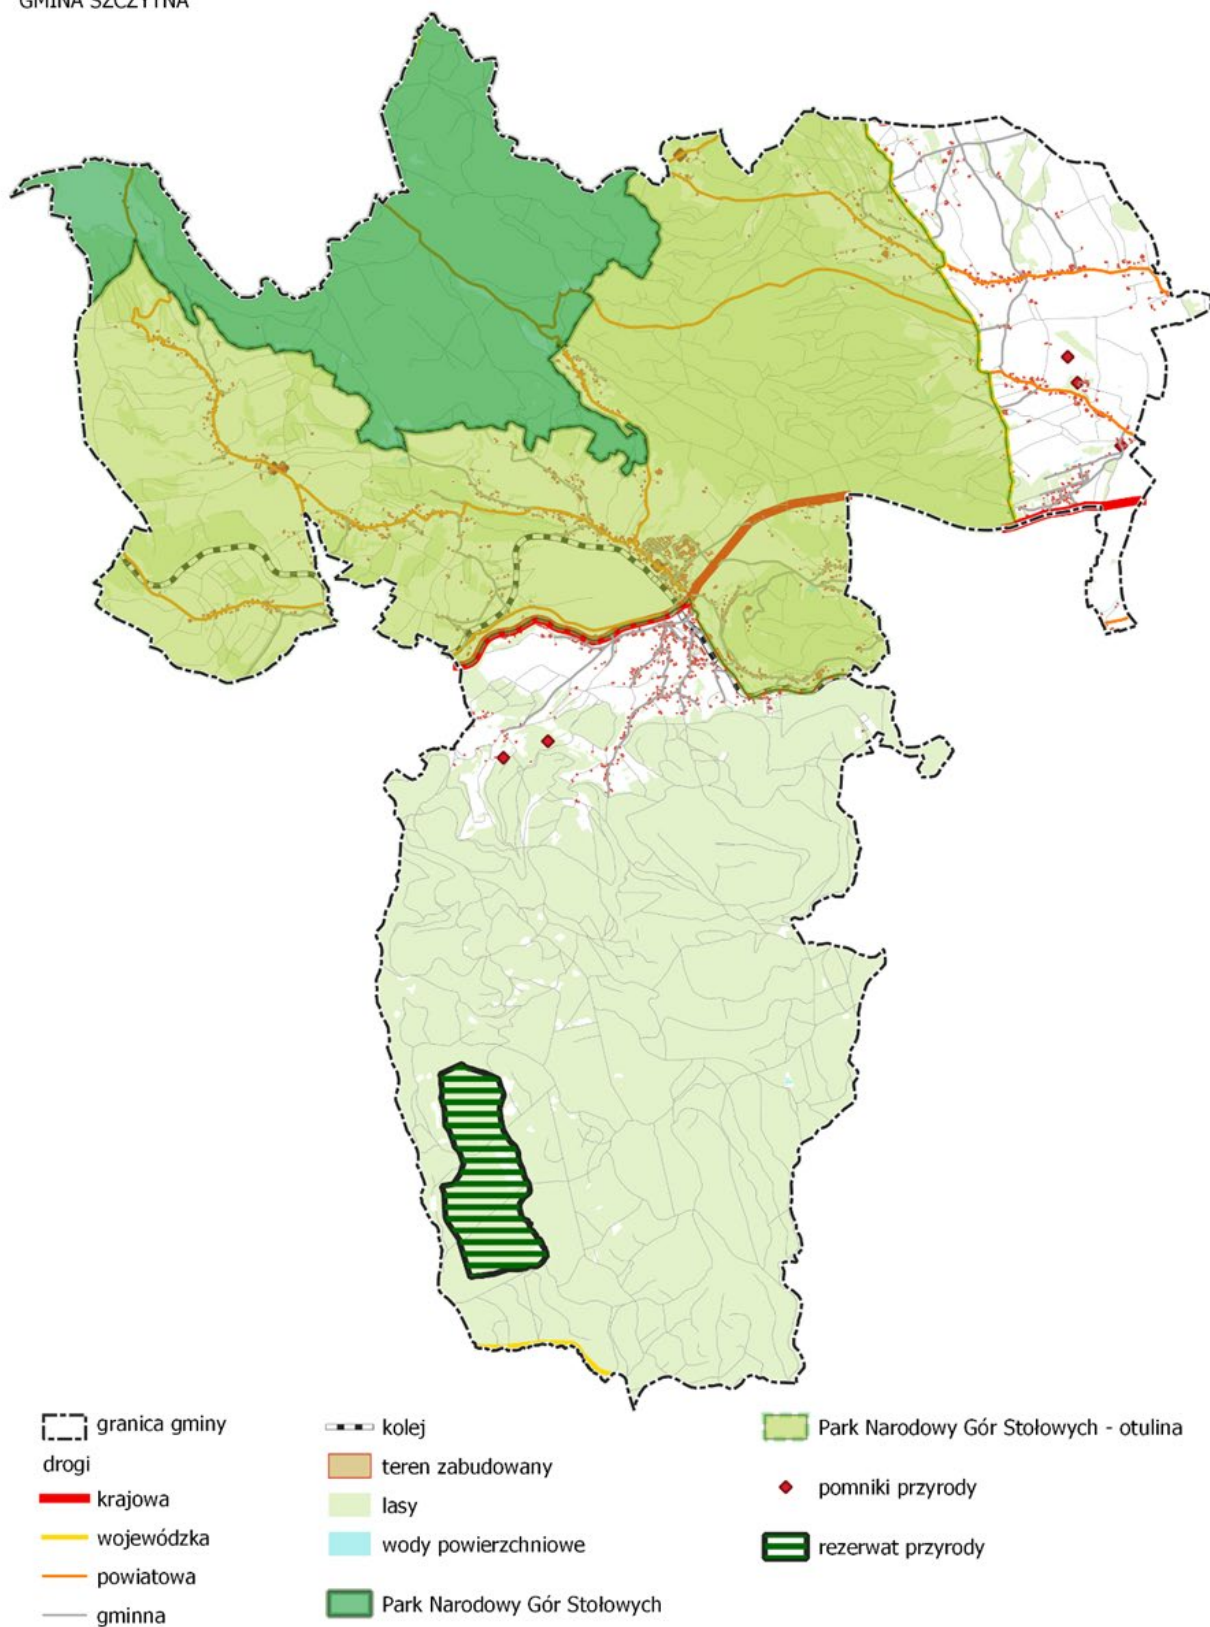 GMINA SZCZYTNA
granica gminy
drogi
krajowa
wojewódzka
powiatowa
gminna
kolej
teren zabudowany
lasy
wody powierzchniowe
Park Narodowy Gór Stołowych
Park Narodowy Gór Stołowych - otulina
pomniki przyrody
rezerwat przyrody